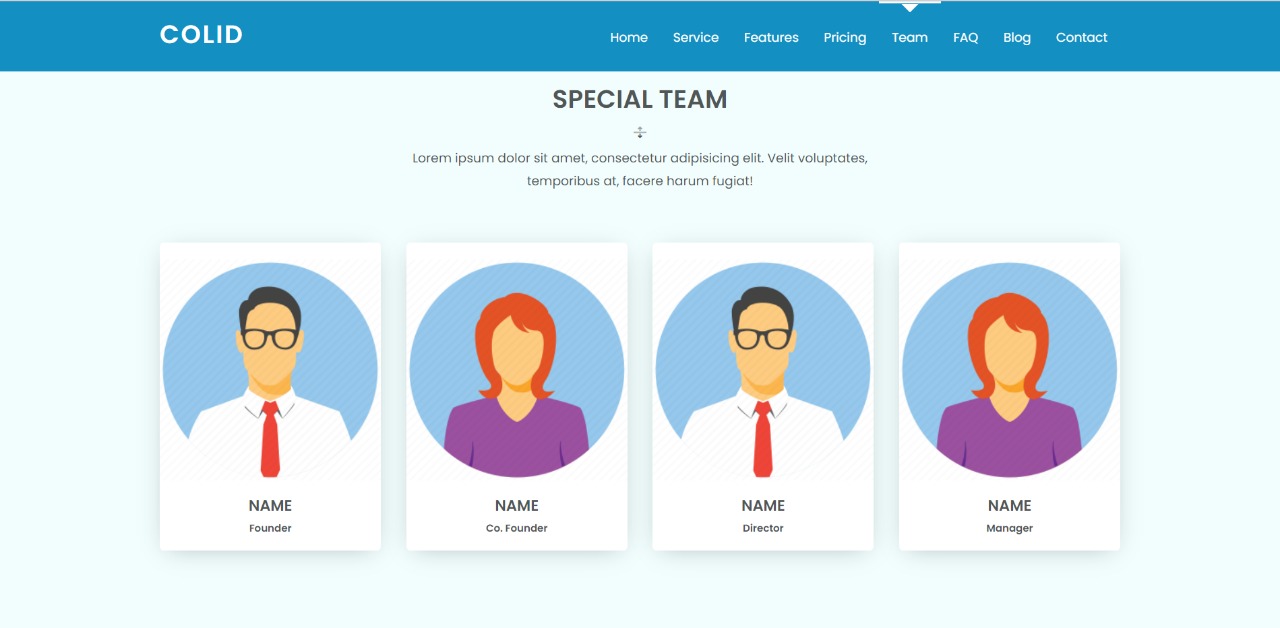 COLID
Home Service Features Pricing Team FAQ Blog Contact
SPECIAL TEAM
Lorem ipsum dolor sit amet, consectetur adipisicing elit. Velit voluptates,
temporibus at, facere harum fugiat!
NAME
Founder
NAME
Co. Founder
NAME
Director
NAME
Manager